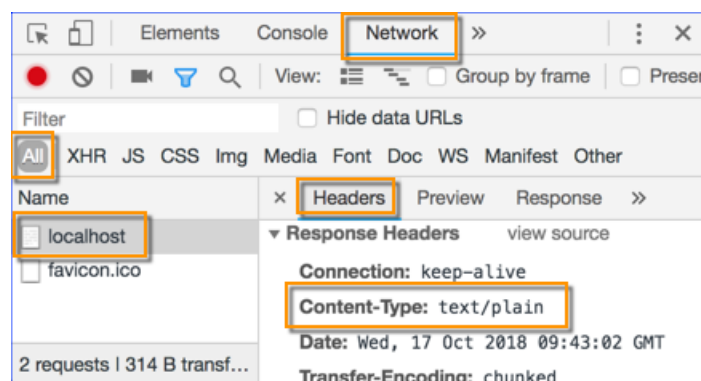 Elements Console Network »
View: Group by frame Preser
Filter Hide data URLs
All XHR JS CSS Img Media Font Doc WS Manifest Other
Name × Headers Preview Response »
localhost ▼ Response Headers view source
favicon.ico Connection: keep-alive
Content-Type: text/plain
Date: Wed, 17 Oct 2018 09:43:02 GMT
2 requests | 314 B transf... Transfer-Encoding: chunked